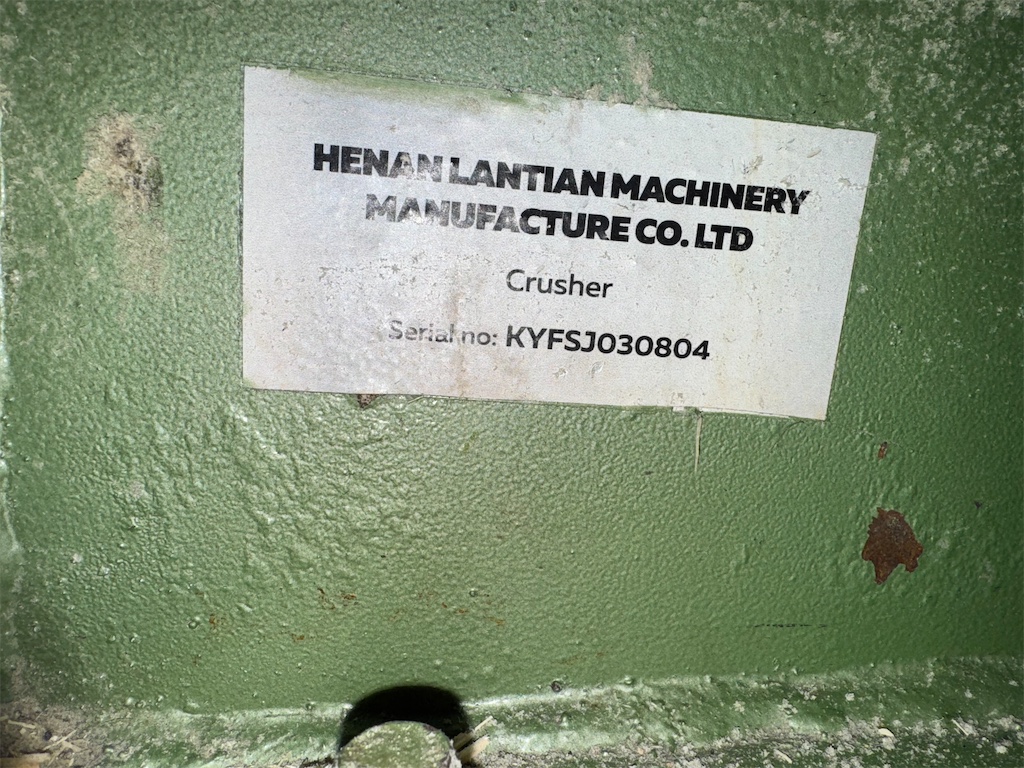 HENAN LANTIAN MACHINERY
MANUFACTURE CO. LTD
Crusher
Serial no: KYFSJ030804